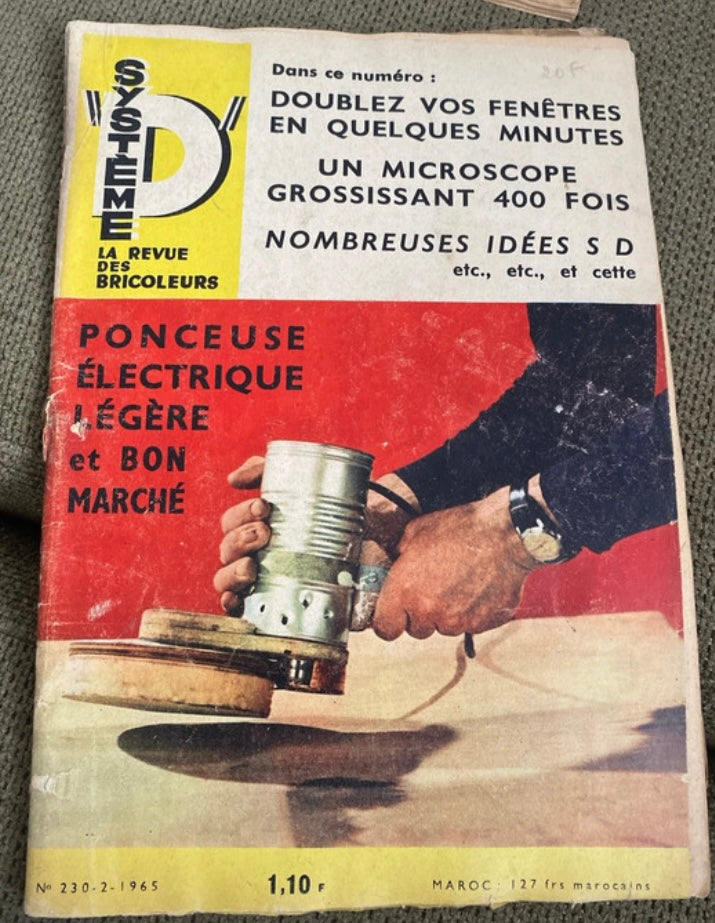 SYSTÈME
"D"
LA REVUE
DES
BRICOLEURS
20 F
Dans ce numéro :
DOUBLEZ VOS FENÊTRES
EN QUELQUES MINUTES
UN MICROSCOPE
GROSSISSANT 400 FOIS
NOMBREUSES IDÉES S D
etc., etc., et cette
PONCEUSE
ÉLECTRIQUE
LÉGÈRE
et BON
MARCHÉ
Nº 230-2-1965
1,10 F
MAROC : 127 frs marocains